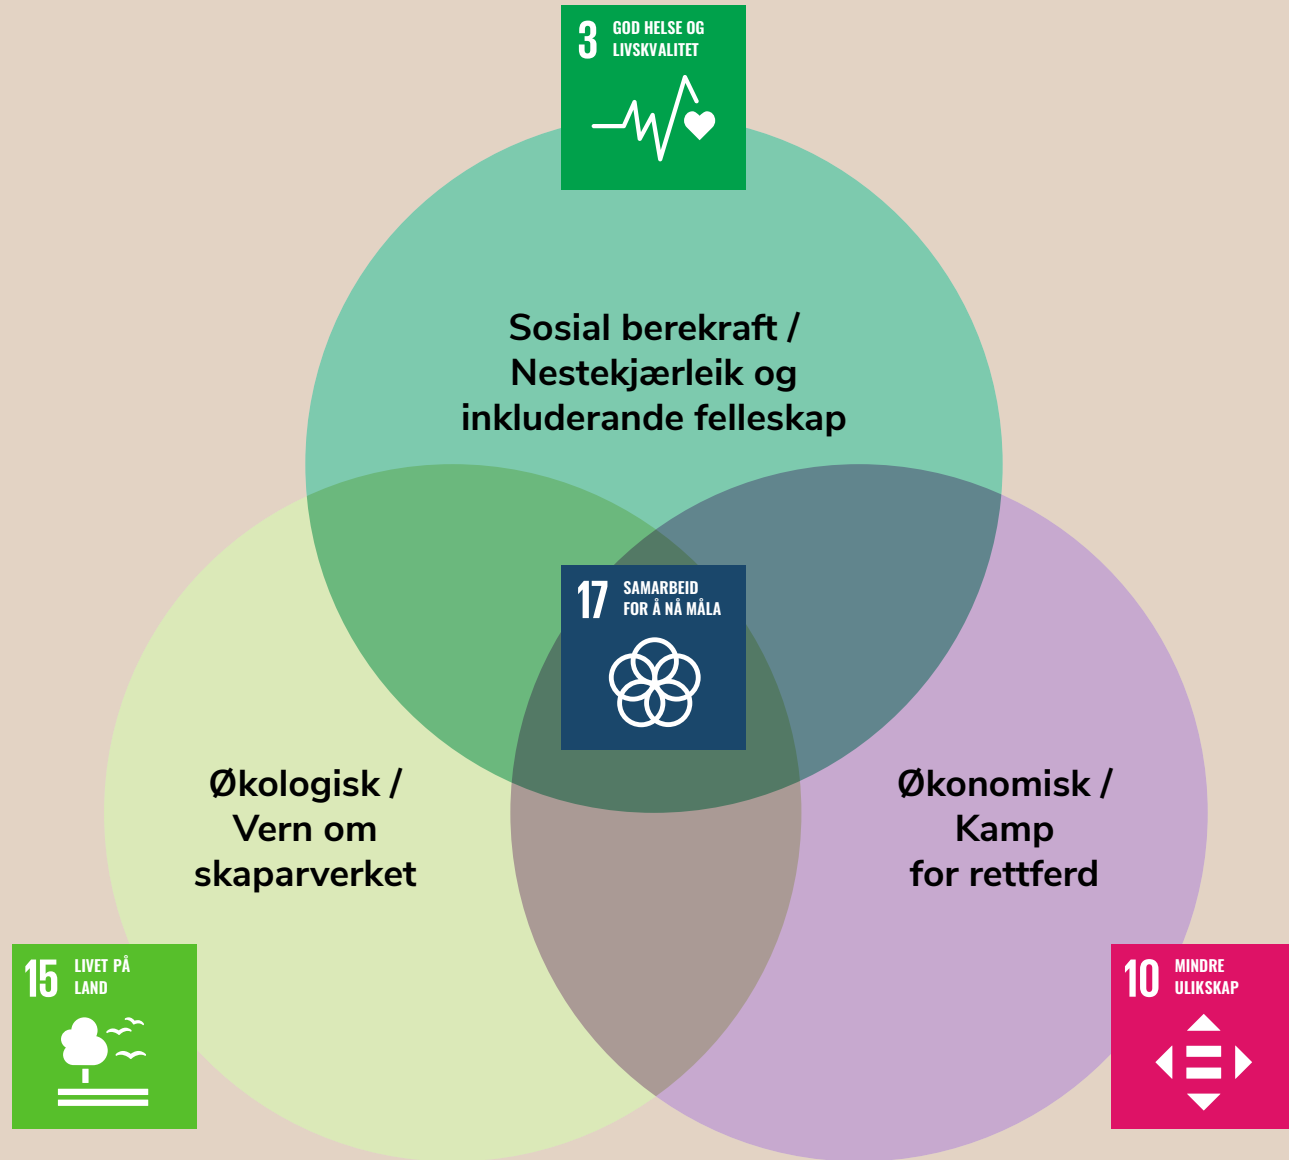 3 GOD HELSE OG
LIVSKVALITET
Sosial berekraft /
Nestekjærleik og
inkluderande felleskap
17 SAMARBEID
FOR Å NÅ MÅLA
Økologisk /
Vern om
skaparverket
Økonomisk /
Kamp
for rettferd
15 LIVET PÅ
LAND
10 MINDRE
ULIKSKAP